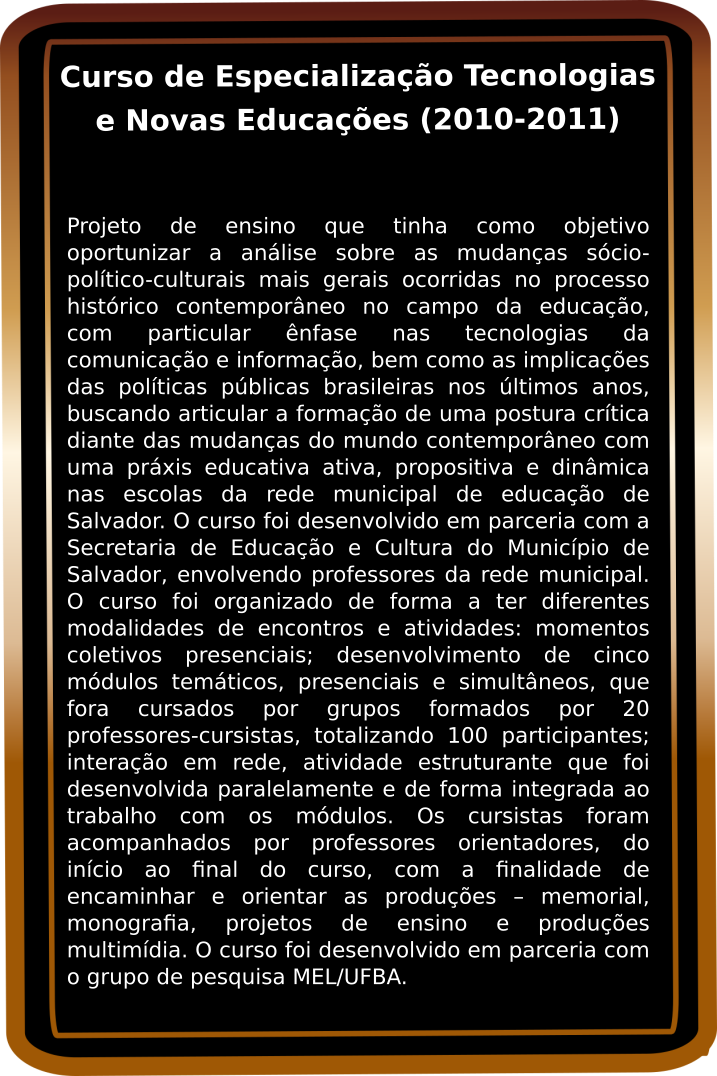 Curso de Especialização Tecnologias
e Novas Educações (2010-2011)
Projeto de ensino que tinha como objetivo
oportunizar a análise sobre as mudanças sócio-
político-culturais mais gerais ocorridas no processo
histórico contemporâneo no campo da educação,
com particular ênfase nas tecnologias da
comunicação e informação, bem como as implicações
das políticas públicas brasileiras nos últimos anos,
buscando articular a formação de uma postura crítica
diante das mudanças do mundo contemporâneo com
uma práxis educativa ativa, propositiva e dinâmica
nas escolas da rede municipal de educação de
Salvador. O curso foi desenvolvido em parceria com a
Secretaria de Educação e Cultura do Município de
Salvador, envolvendo professores da rede municipal.
O curso foi organizado de forma a ter diferentes
modalidades de encontros e atividades: momentos
coletivos presenciais; desenvolvimento de cinco
módulos temáticos, presenciais e simultâneos, que
fora cursados por grupos formados por 20
professores-cursistas, totalizando 100 participantes;
interação em rede, atividade estruturante que foi
desenvolvida paralelamente e de forma integrada ao
trabalho com os módulos. Os cursistas foram
acompanhados por professores orientadores, do
início ao final do curso, com a finalidade de
encaminhar e orientar as produções – memorial,
monografia, projetos de ensino e produções
multimídia. O curso foi desenvolvido em parceria com
o grupo de pesquisa MEL/UFBA.